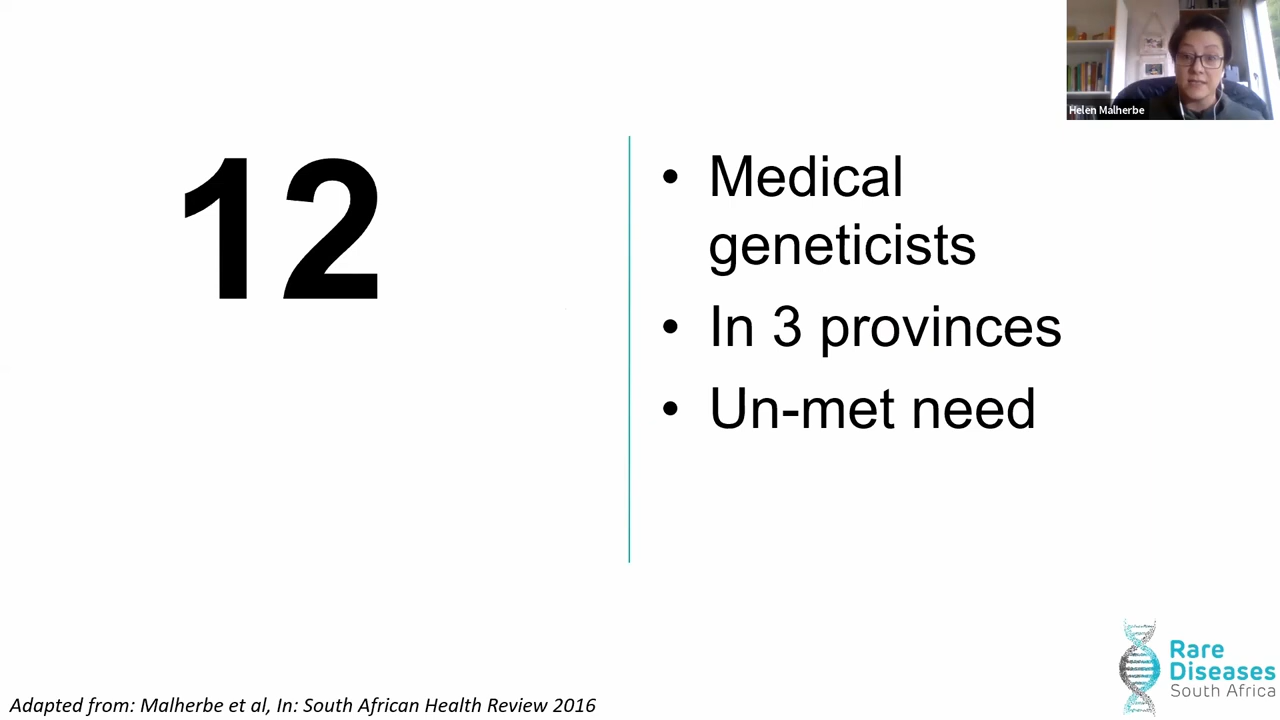 Helen Malherbe
12
• Medical
geneticists
• In 3 provinces
• Un-met need
Rare
Diseases
South Africa
Adapted from: Malherbe et al, In: South African Health Review 2016